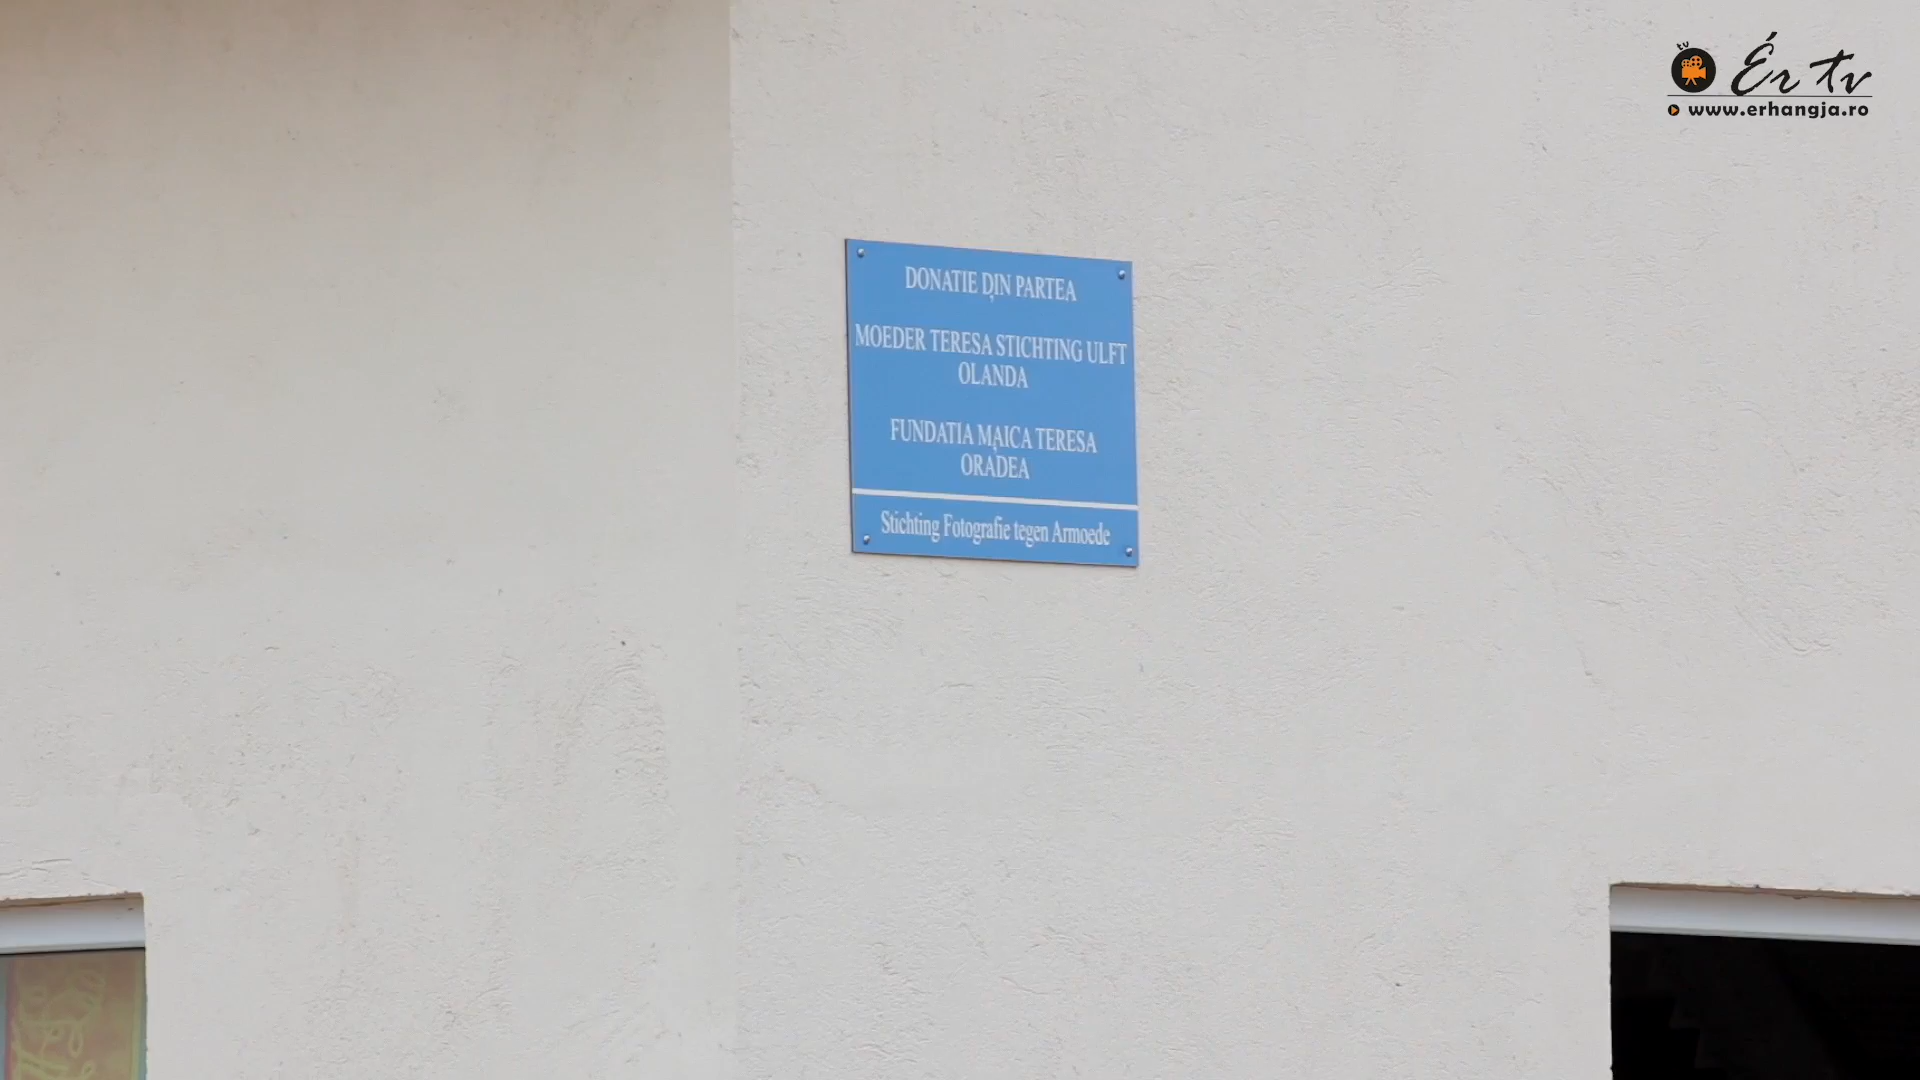 tv
Ér tv
www.erhangja.ro
DONATIE DIN PARTEA
MOEDER TERESA STICHTING ULFT
OLANDA
FUNDATIA MAICA TERESA
ORADEA
Stichting Fotografie tegen Armoede